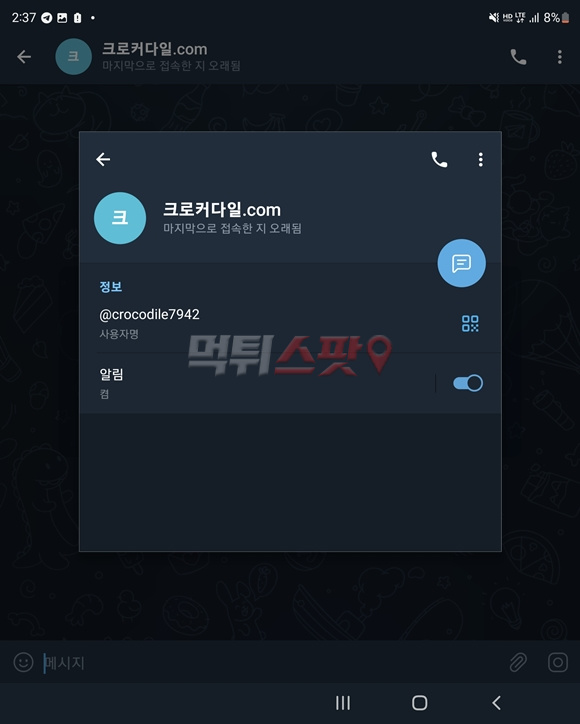 2:37
HD LTE 8%
크
크로커다일.com
마지막으로 접속한 지 오래됨
크
크로커다일.com
마지막으로 접속한 지 오래됨
정보
@crocodile7942
사용자명
먹튀스팟
알림
켬
메시지